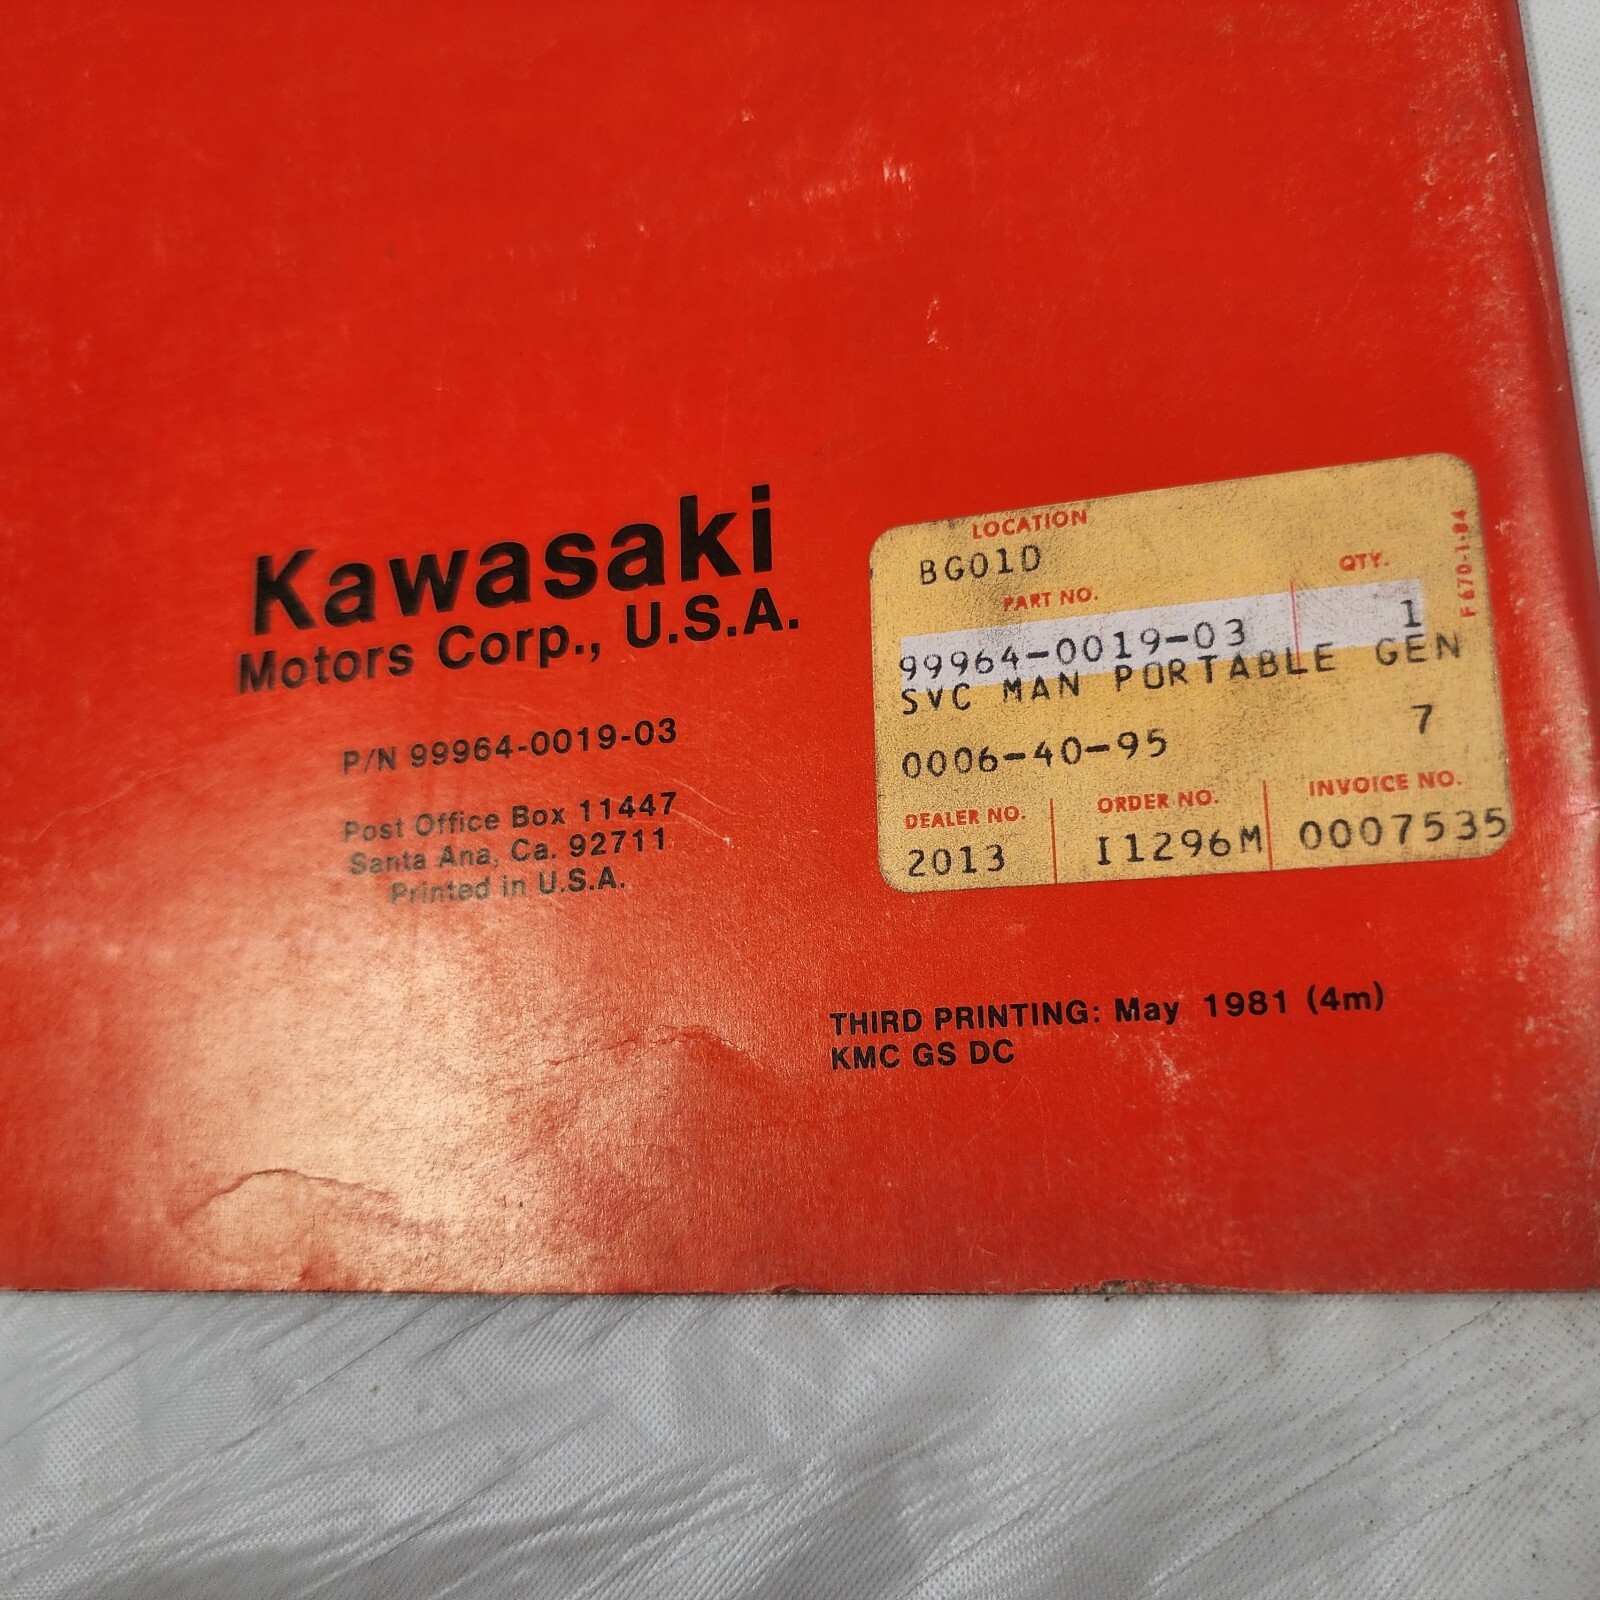 Kawasaki
Motors Corp., U.S.A.
P/N 99964-0019-03
Post Office Box 11447
Santa Ana, Ca. 92711
Printed in U.S.A.
LOCATION
BG01D
PART NO. QTY.
99964-0019-03 1
SVC MAN PORTABLE GEN
0006-40-95 7
DEALER NO. ORDER NO. INVOICE NO.
2013 I1296M 0007535
F670-1-84
THIRD PRINTING: May 1981 (4m)
KMC GS DC